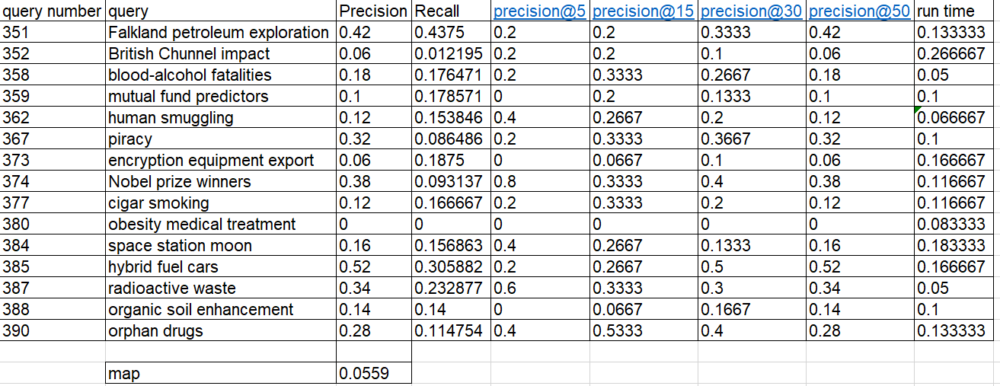 query number query Precision Recall precision@5 precision@15 precision@30 precision@50 run time
351 Falkland petroleum exploration 0.42 0.4375 0.2 0.2 0.3333 0.42 0.133333
352 British Chunnel impact 0.06 0.012195 0.2 0.2 0.1 0.06 0.266667
358 blood-alcohol fatalities 0.18 0.176471 0.2 0.3333 0.2667 0.18 0.05
359 mutual fund predictors 0.1 0.178571 0 0.2 0.1333 0.1 0.1
362 human smuggling 0.12 0.153846 0.4 0.2667 0.2 0.12 0.066667
367 piracy 0.32 0.086486 0.2 0.3333 0.3667 0.32 0.1
373 encryption equipment export 0.06 0.1875 0 0.0667 0.1 0.06 0.166667
374 Nobel prize winners 0.38 0.093137 0.8 0.3333 0.4 0.38 0.116667
377 cigar smoking 0.12 0.166667 0.2 0.3333 0.2 0.12 0.116667
380 obesity medical treatment 0 0 0 0 0 0 0.083333
384 space station moon 0.16 0.156863 0.4 0.2667 0.1333 0.16 0.183333
385 hybrid fuel cars 0.52 0.305882 0.2 0.2667 0.5 0.52 0.166667
387 radioactive waste 0.34 0.232877 0.6 0.3333 0.3 0.34 0.05
388 organic soil enhancement 0.14 0.14 0 0.0667 0.1667 0.14 0.1
390 orphan drugs 0.28 0.114754 0.4 0.5333 0.4 0.28 0.133333
map 0.0559